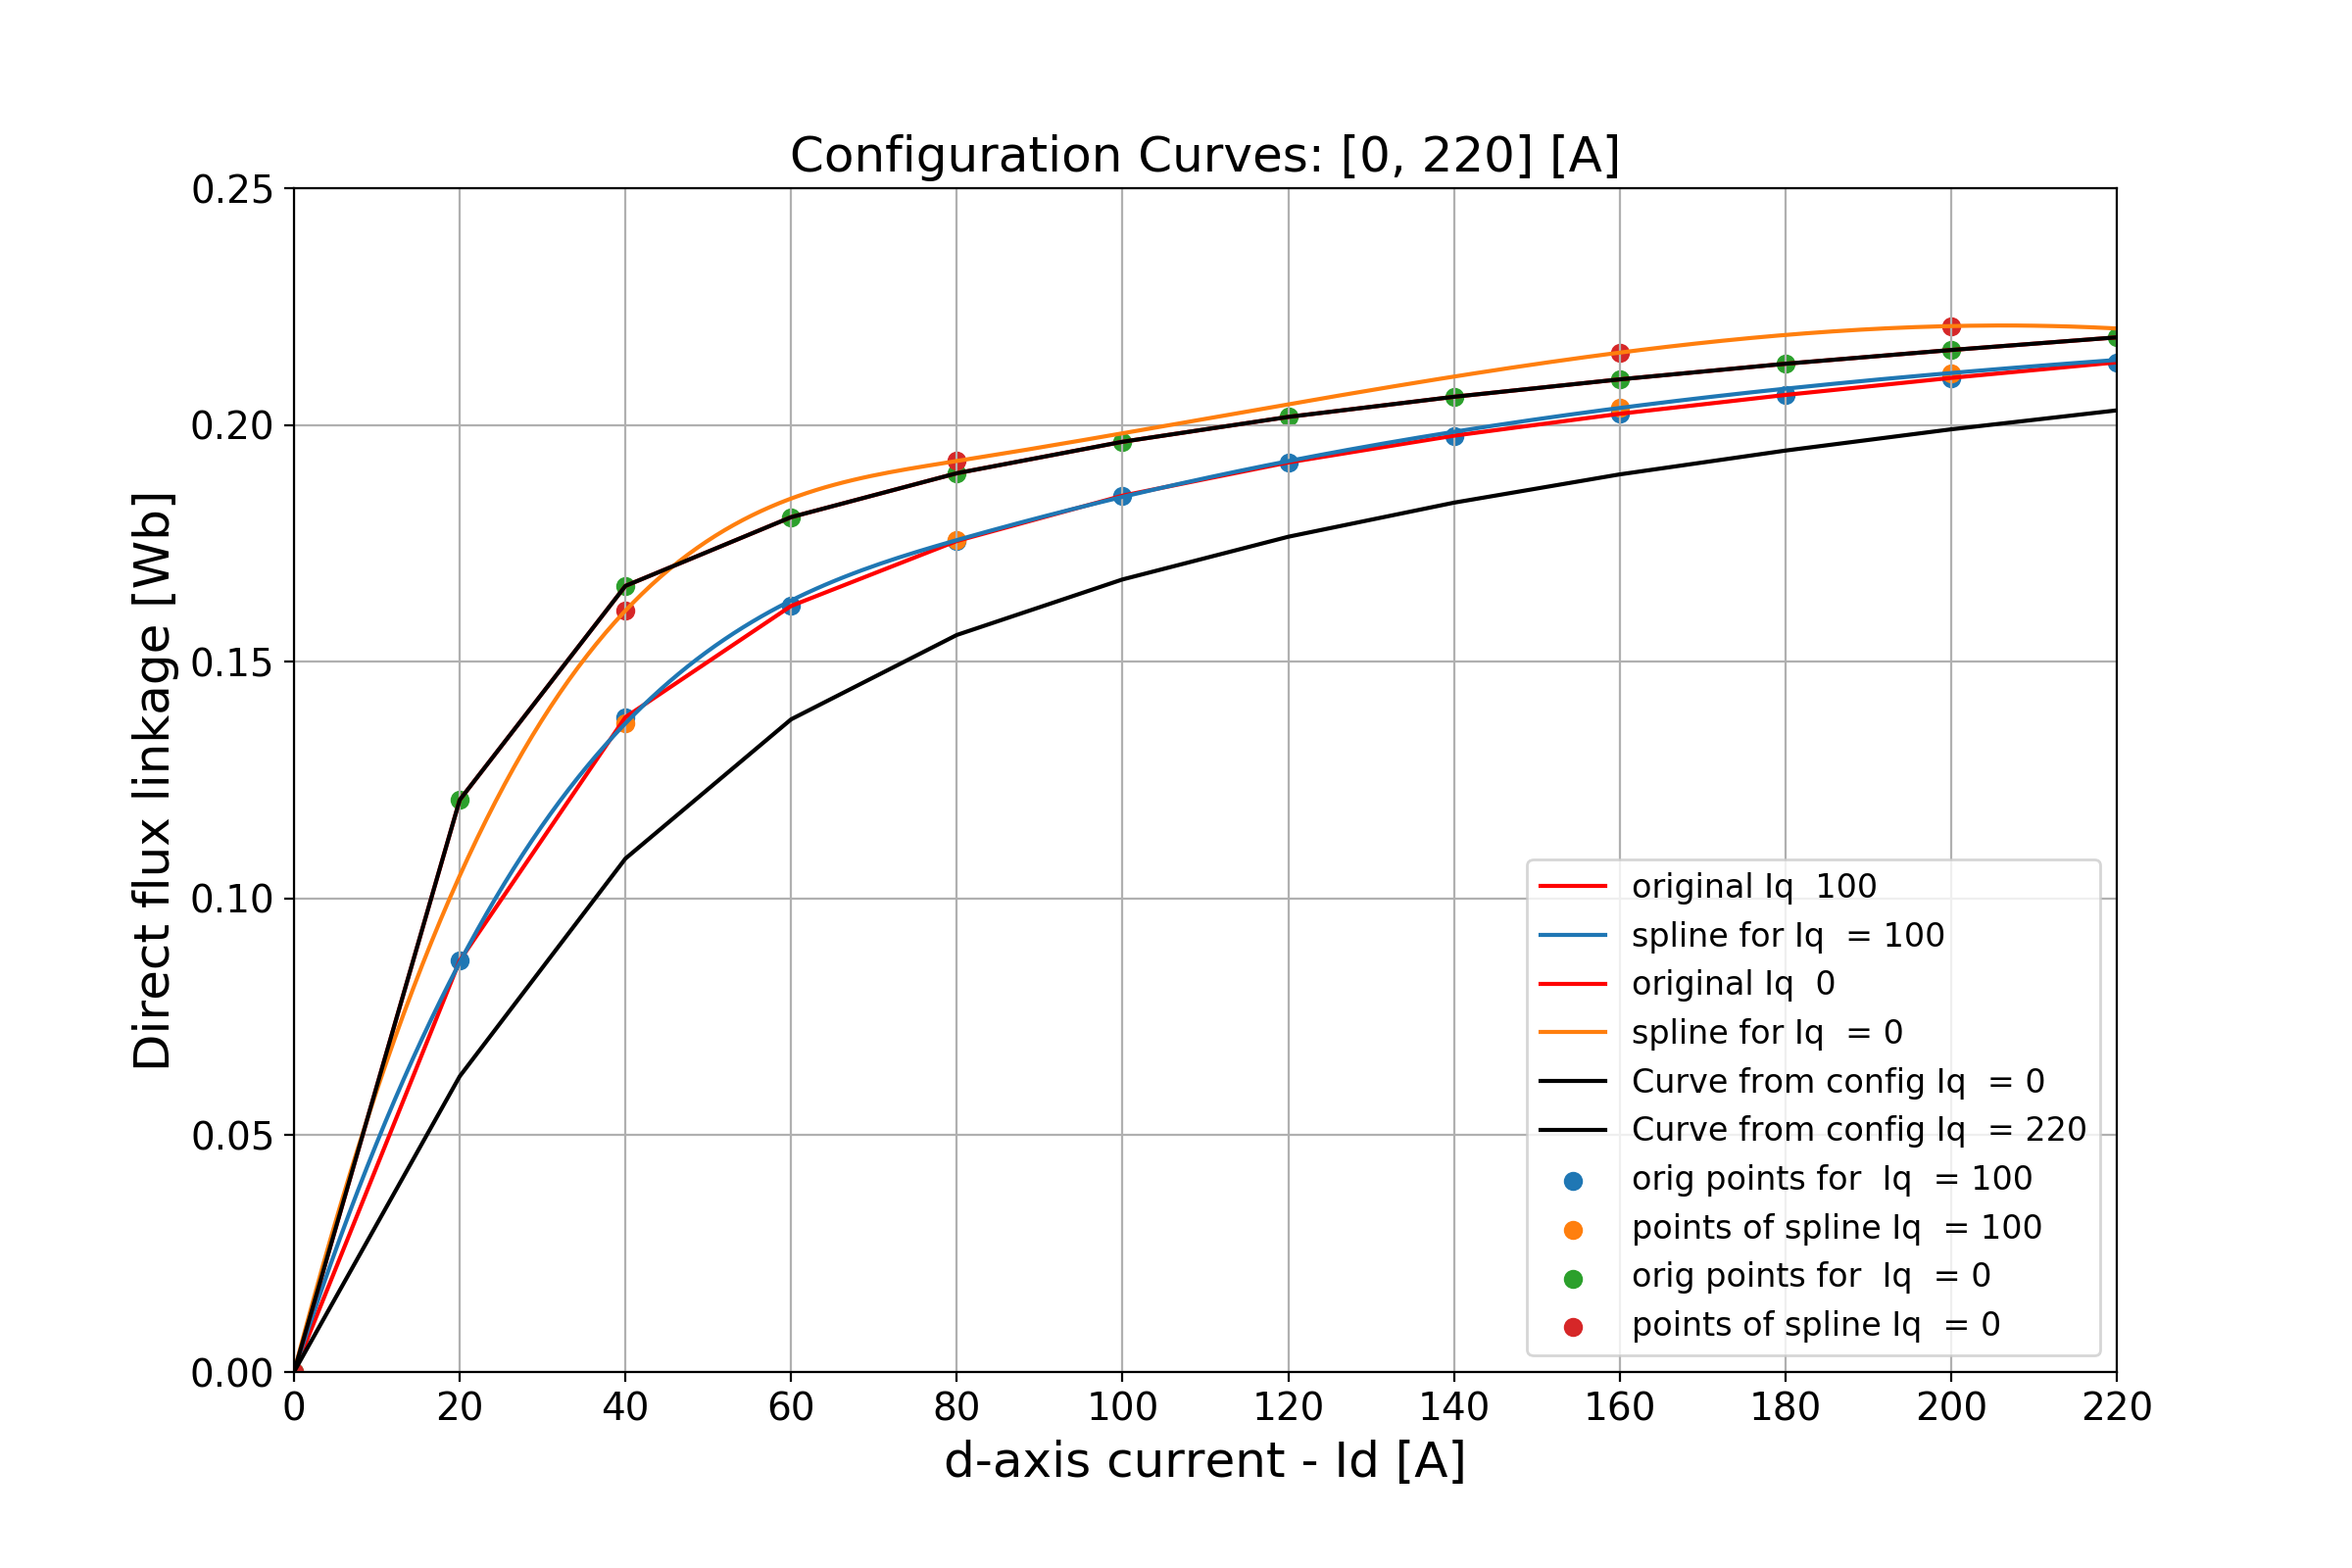 Configuration Curves: [0, 220] [A]
0.25
0.20
0.15
0.10
0.05
0.00
Direct flux linkage [Wb]
original Iq  100
spline for Iq  = 100
original Iq  0
spline for Iq  = 0
Curve from config Iq  = 0
Curve from config Iq  = 220
orig points for  Iq  = 100
points of spline Iq  = 100
orig points for  Iq  = 0
points of spline Iq  = 0
0 20 40 60 80 100 120 140 160 180 200 220
d-axis current - Id [A]